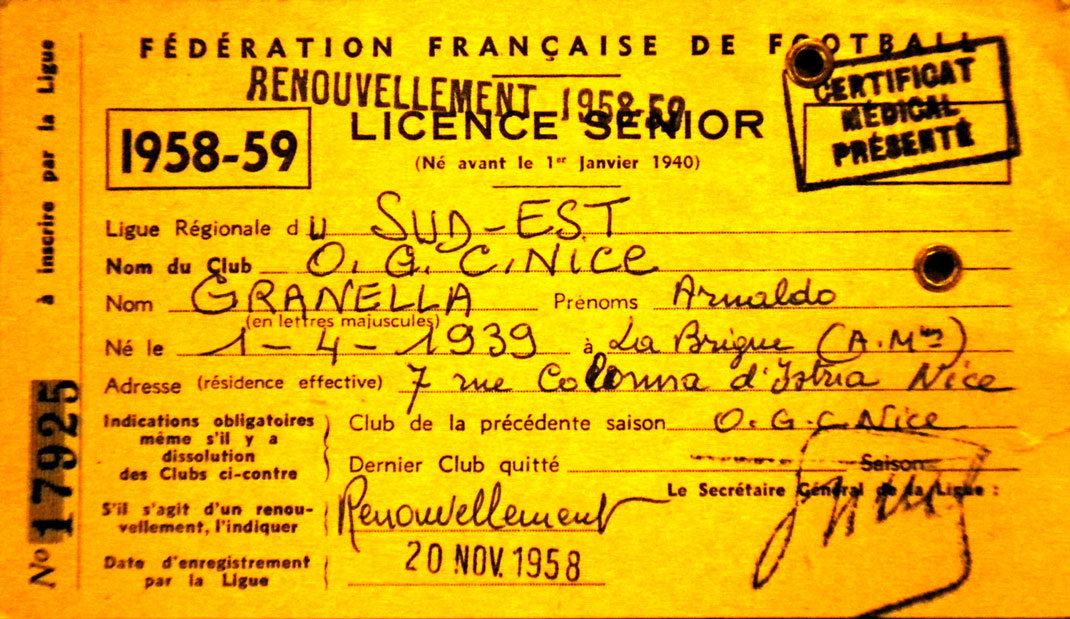 FÉDÉRATION FRANÇAISE DE FOOTBALL
RENOUVELLEMENT 1958-59
CERTIFICAT
MÉDICAL
PRÉSENTÉ
1958-59
LICENCE SENIOR
(Né avant le 1er Janvier 1940)
Ligue Régionale du SUD-EST
Nom du Club O. G. C. NICE
Nom GRANELLA Prénoms Arnaldo
(en lettres majuscules)
Né le 1-4-1939 à La Brigue (A.Mmes)
Adresse (résidence effective) 7 rue Colonna d'Istria Nice
Indications obligatoires
même s'il y a
dissolution
des Clubs ci-contre
Club de la précédente saison O.G.C.Nice
Dernier Club quitté Saison
Le Secrétaire Général de la Ligue :
S'il s'agit d'un renou-
vellement, l'indiquer
Renouvellement
Date d'enregistrement
par la Ligue
20 NOV. 1958
à inscrire par la Ligue
No 17925